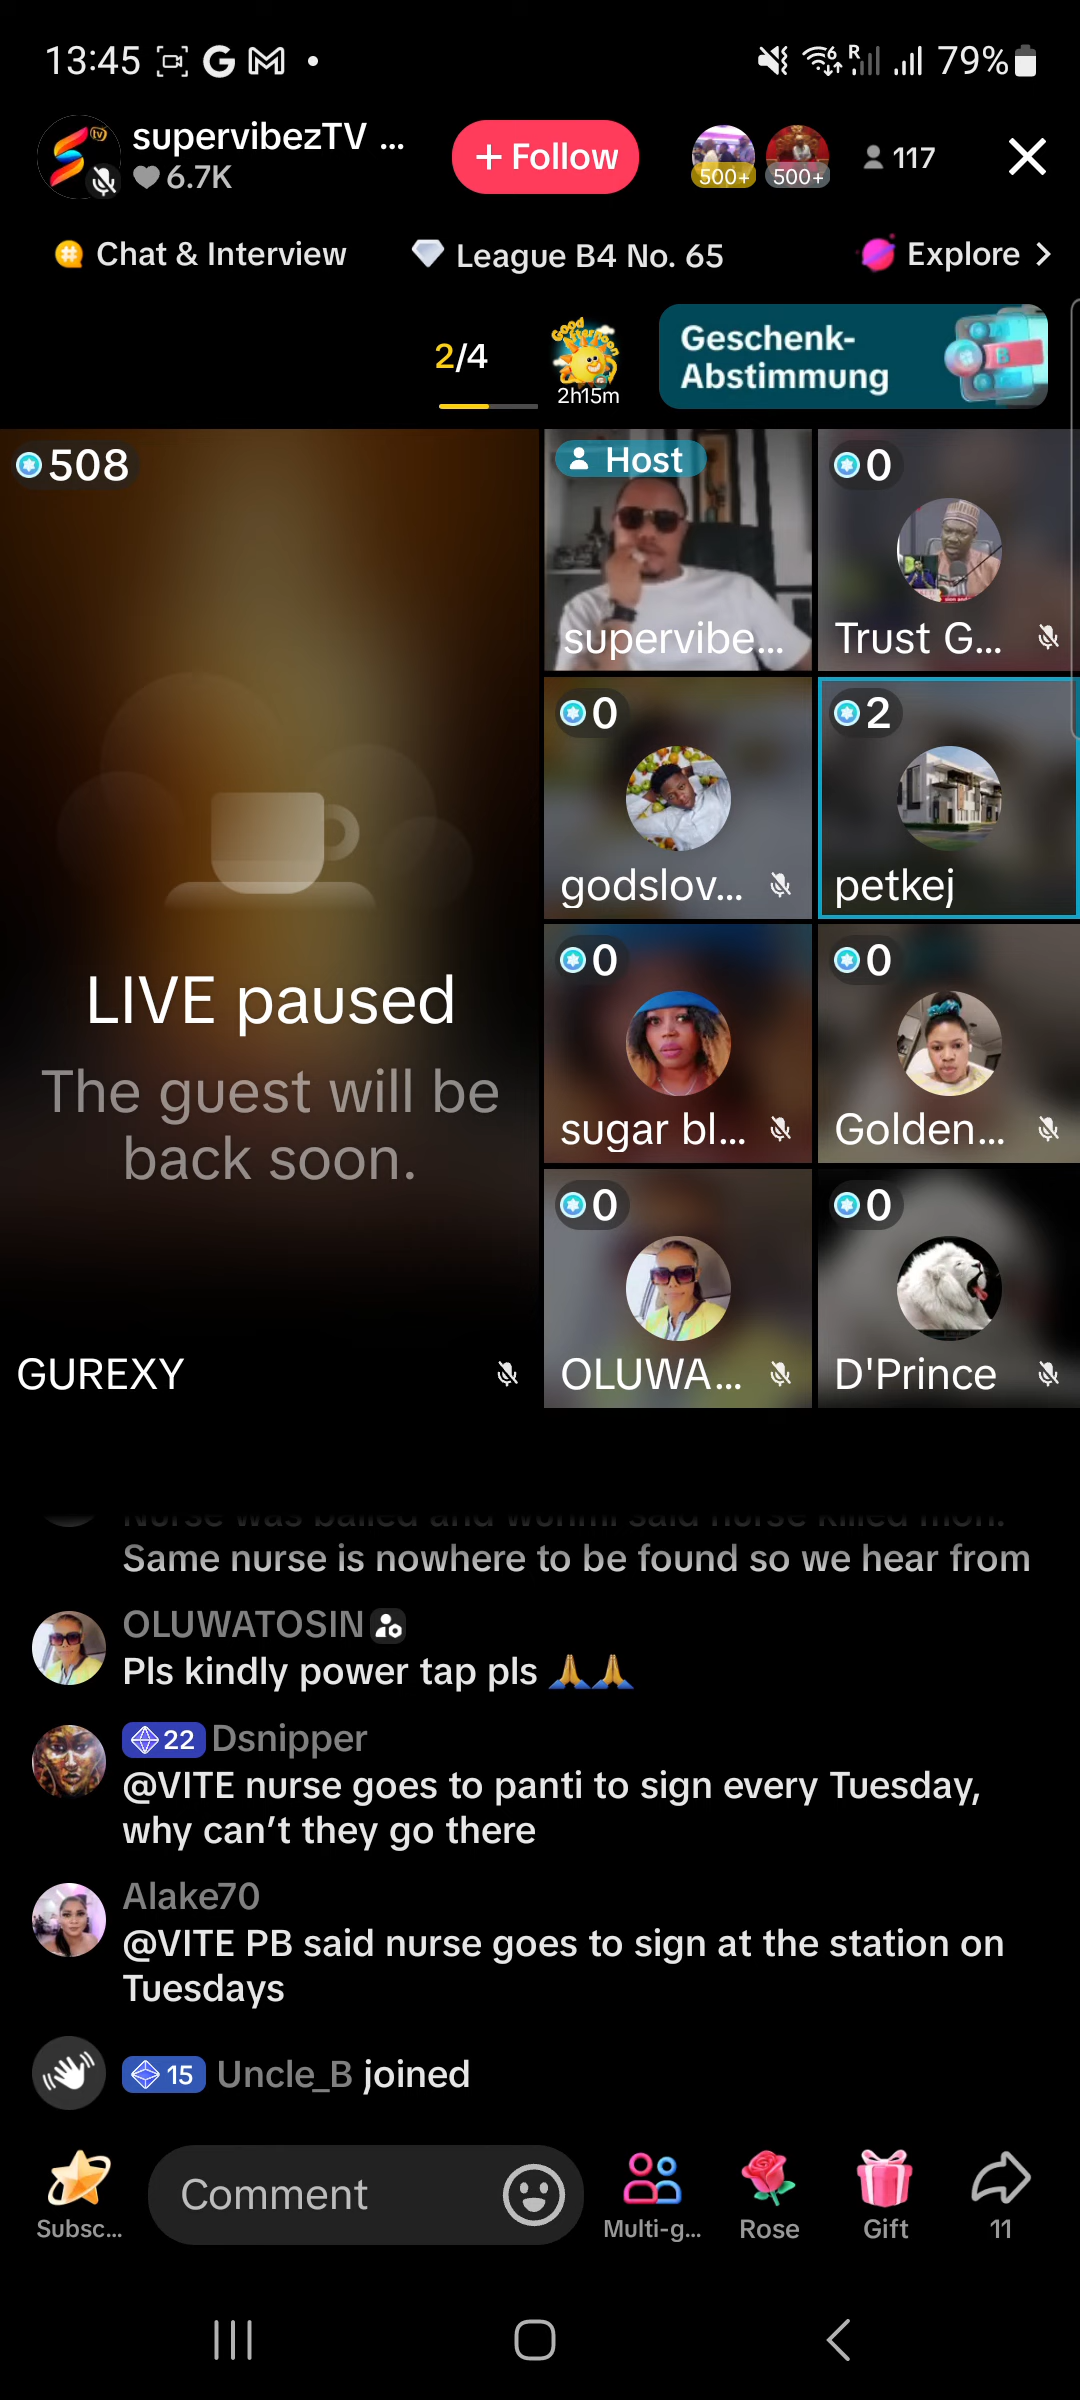 13:45
79%
supervibezTV ...
6.7K
+ Follow
500+
500+
117
Chat & Interview
League B4 No. 65
Explore >
2/4
Good Afternoon
2h15m
Geschenk-
Abstimmung
508
Host
supervibe...
0
Trust G...
0
godslov...
2
petkej
0
sugar bl...
0
Golden...
LIVE paused
The guest will be
back soon.
GUREXY
0
OLUWA...
0
D'Prince
Same nurse is nowhere to be found so we hear from
OLUWATOSIN
Pls kindly power tap pls 🙏🙏
22 Dsnipper
@VITE nurse goes to panti to sign every Tuesday,
why can’t they go there
Alake70
@VITE PB said nurse goes to sign at the station on
Tuesdays
15 Uncle_B joined
Subsc...
Comment
Multi-g...
Rose
Gift
11